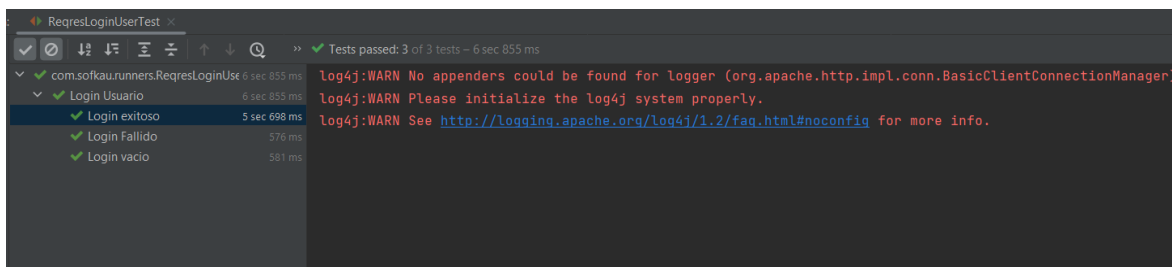 ReqresLoginUserTest
Tests passed: 3 of 3 tests – 6 sec 855 ms
com.sofkau.runners.ReqresLoginUse 6 sec 855 ms
Login Usuario 6 sec 855 ms
Login exitoso 5 sec 698 ms
Login Fallido 576 ms
Login vacio 581 ms
log4j:WARN No appenders could be found for logger (org.apache.http.impl.conn.BasicClientConnectionManager)
log4j:WARN Please initialize the log4j system properly.
log4j:WARN See http://logging.apache.org/log4j/1.2/faq.html#noconfig for more info.